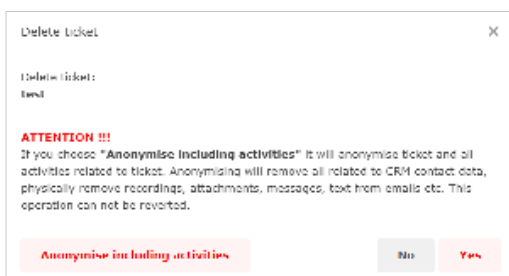 Delete ticket
Delete ticket:
test
ATTENTION !!!
If you choose "Anonymise including activities" it will anonymise ticket and all
activities related to ticket. Anonymising will remove all related to CRM contact data,
physically remove recordings, attachments, messages, text from emails etc. This
operation can not be reverted.
Anonymise including activities
No
Yes